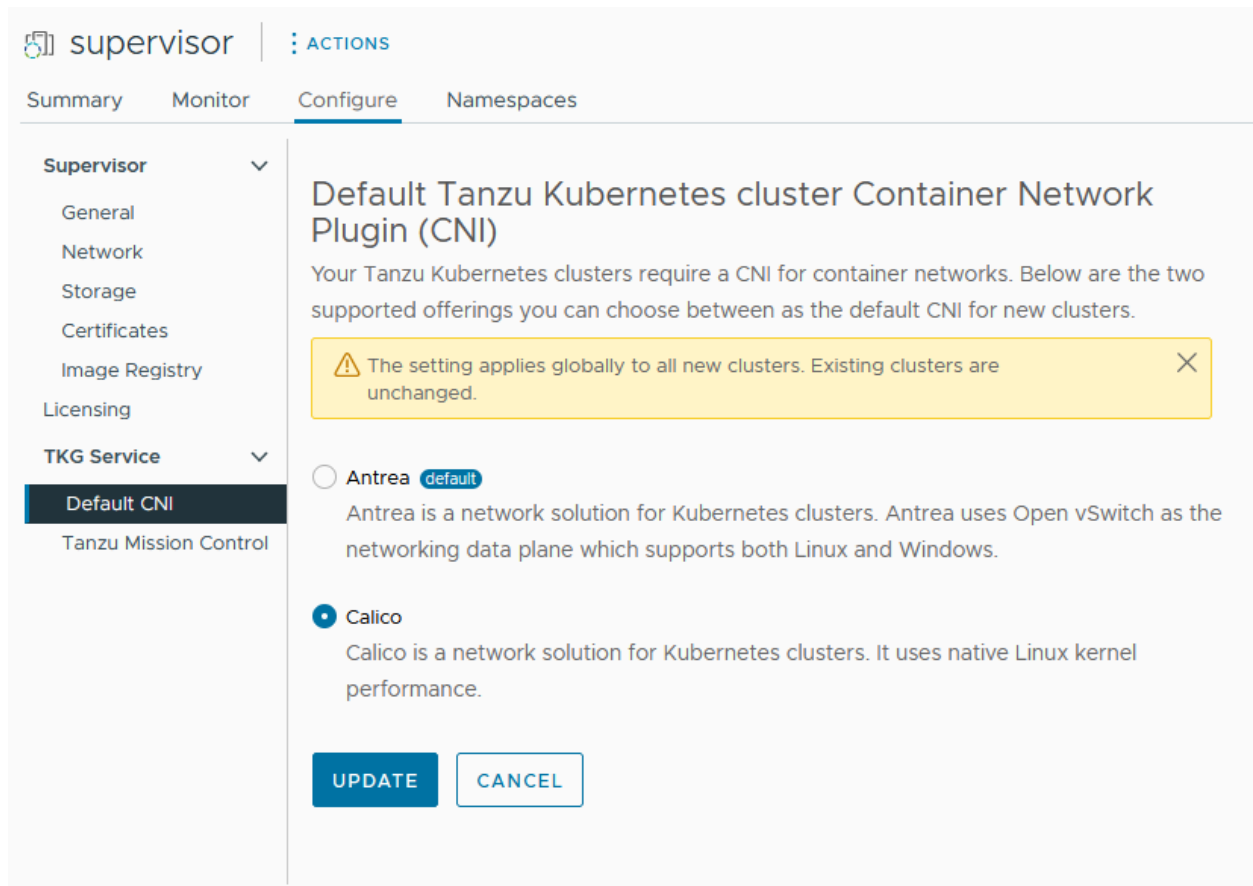 supervisor
ACTIONS
Summary Monitor Configure Namespaces
Supervisor
General
Network
Storage
Certificates
Image Registry
Licensing
TKG Service
Default CNI
Tanzu Mission Control
Default Tanzu Kubernetes cluster Container Network
Plugin (CNI)
Your Tanzu Kubernetes clusters require a CNI for container networks. Below are the two
supported offerings you can choose between as the default CNI for new clusters.
The setting applies globally to all new clusters. Existing clusters are
unchanged.
Antrea default
Antrea is a network solution for Kubernetes clusters. Antrea uses Open vSwitch as the
networking data plane which supports both Linux and Windows.
Calico
Calico is a network solution for Kubernetes clusters. It uses native Linux kernel
performance.
UPDATE CANCEL